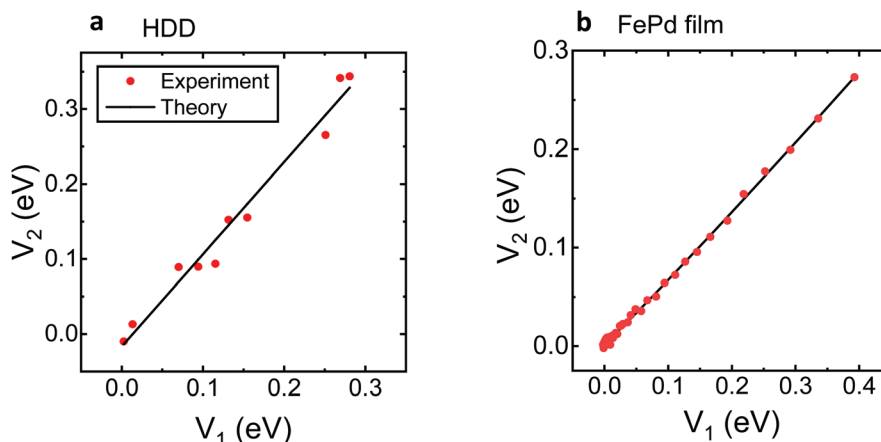 a HDD
Experiment
Theory
0.3
0.2
0.1
0.0
V2 (eV)
0.0 0.1 0.2 0.3
V1 (eV)
b FePd film
0.3
0.2
0.1
0.0
V2 (eV)
0.0 0.1 0.2 0.3 0.4
V1 (eV)